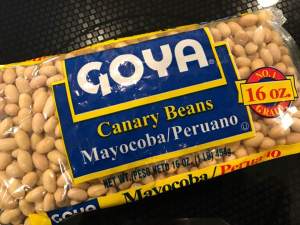 GOYA
Canary Beans
Mayocoba/Peruano
NO. 1
16 oz.
GRADE
NET WT./PESO NETO 16 OZ. (1 LB) 454g
GOYA Mayocoba/Peruano